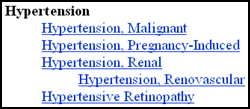 Hypertension
Hypertension, Malignant
Hypertension, Pregnancy-Induced
Hypertension, Renal
Hypertension, Renovascular
Hypertensive Retinopathy